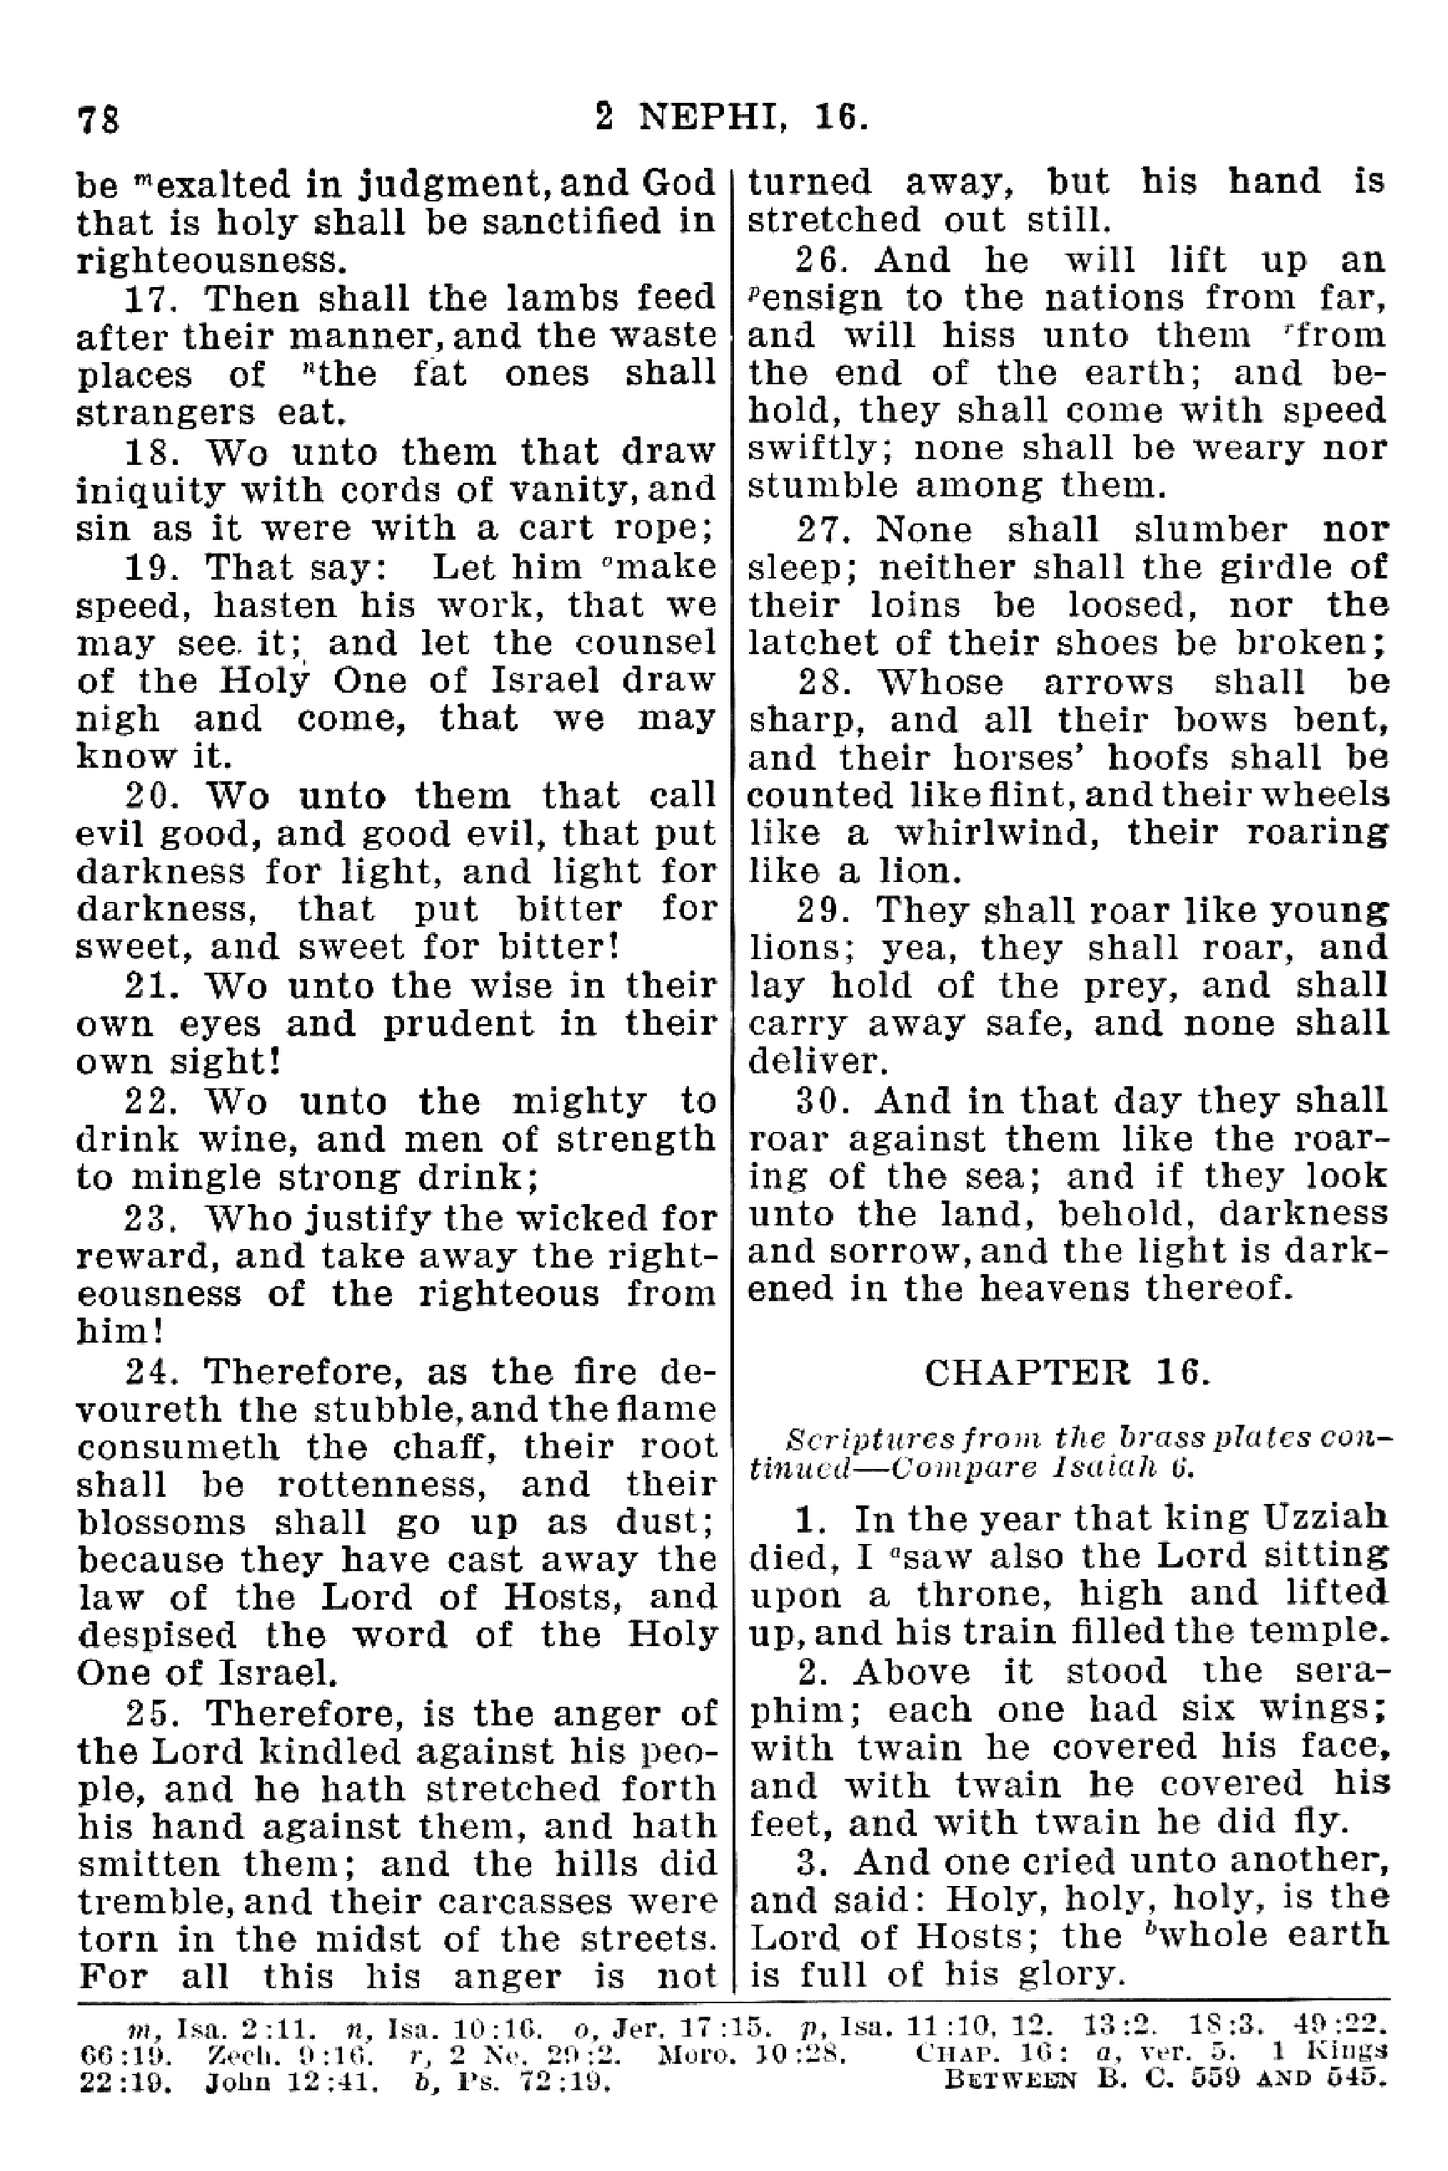 78
2 NEPHI, 16.
be mexalted in judgment, and God
that is holy shall be sanctified in
righteousness.
17. Then shall the lambs feed
after their manner, and the waste
places of nthe fat ones shall
strangers eat.
18. Wo unto them that draw
iniquity with cords of vanity, and
sin as it were with a cart rope;
19. That say: Let him omake
speed, hasten his work, that we
may see it; and let the counsel
of the Holy One of Israel draw
nigh and come, that we may
know it.
20. Wo unto them that call
evil good, and good evil, that put
darkness for light, and light for
darkness, that put bitter for
sweet, and sweet for bitter!
21. Wo unto the wise in their
own eyes and prudent in their
own sight!
22. Wo unto the mighty to
drink wine, and men of strength
to mingle strong drink;
23. Who justify the wicked for
reward, and take away the right-
eousness of the righteous from
him!
24. Therefore, as the fire de-
voureth the stubble, and the flame
consumeth the chaff, their root
shall be rottenness, and their
blossoms shall go up as dust;
because they have cast away the
law of the Lord of Hosts, and
despised the word of the Holy
One of Israel.
25. Therefore, is the anger of
the Lord kindled against his peo-
ple, and he hath stretched forth
his hand against them, and hath
smitten them; and the hills did
tremble, and their carcasses were
torn in the midst of the streets.
For all this his anger is not
turned away, but his hand is
stretched out still.
26. And he will lift up an
pensign to the nations from far,
and will hiss unto them rfrom
the end of the earth; and be-
hold, they shall come with speed
swiftly; none shall be weary nor
stumble among them.
27. None shall slumber nor
sleep; neither shall the girdle of
their loins be loosed, nor the
latchet of their shoes be broken;
28. Whose arrows shall be
sharp, and all their bows bent,
and their horses' hoofs shall be
counted like flint, and their wheels
like a whirlwind, their roaring
like a lion.
29. They shall roar like young
lions; yea, they shall roar, and
lay hold of the prey, and shall
carry away safe, and none shall
deliver.
30. And in that day they shall
roar against them like the roar-
ing of the sea; and if they look
unto the land, behold, darkness
and sorrow, and the light is dark-
ened in the heavens thereof.
CHAPTER 16.
Scriptures from the brass plates con-
tinued—Compare Isaiah 6.
1. In the year that king Uzziah
died, I asaw also the Lord sitting
upon a throne, high and lifted
up, and his train filled the temple.
2. Above it stood the sera-
phim; each one had six wings;
with twain he covered his face,
and with twain he covered his
feet, and with twain he did fly.
3. And one cried unto another,
and said: Holy, holy, holy, is the
Lord of Hosts; the bwhole earth
is full of his glory.
m, Isa. 2:11. n, Isa. 10:16. o, Jer. 17:15. p, Isa. 11:10, 12. 13:2. 18:3. 49:22.
66:19. Zech. 9:16. r, 2 Ne. 29:2. Moro. 10:28. CHAP. 16: a, ver. 5. 1 Kings
22:19. John 12:41. b, Ps. 72:19. BETWEEN B. C. 559 AND 545.